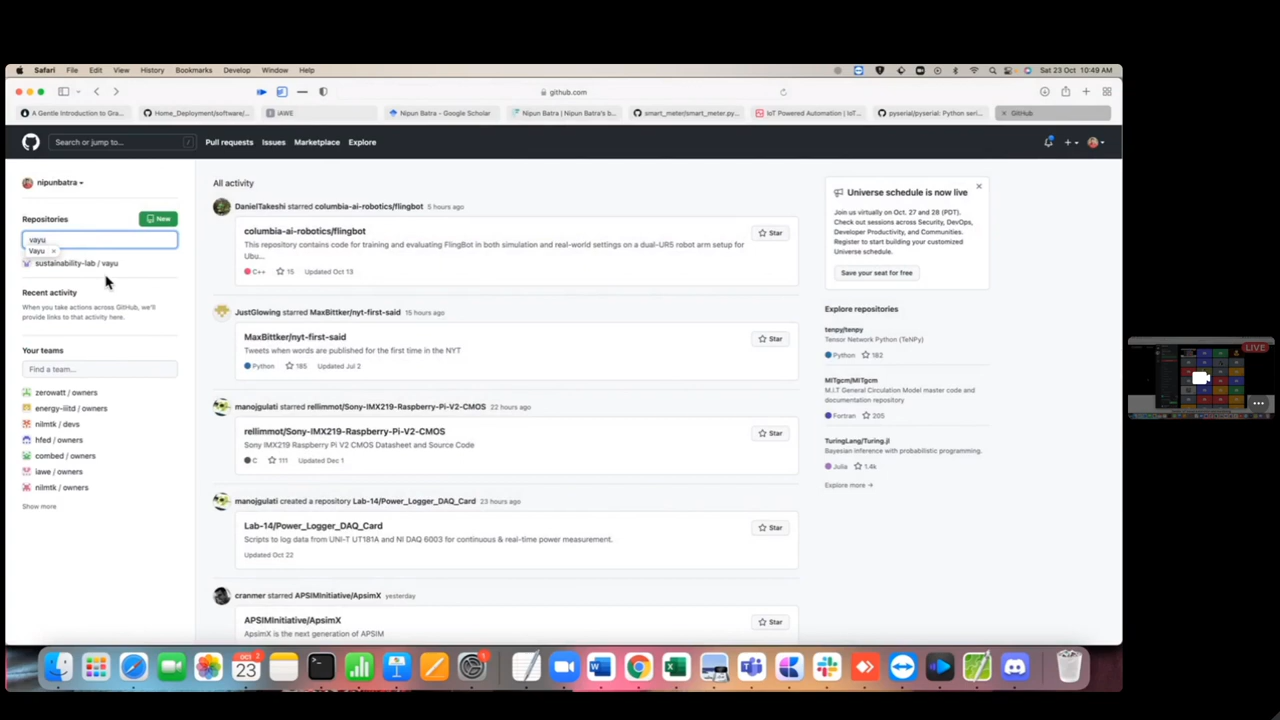 Safari File Edit View History Bookmarks Develop Window Help
Sat 23 Oct 10:49 AM
github.com
A Gentle Introduction to Gra...
Home_Deployment/software/...
iAWE
Nipun Batra - Google Scholar
Nipun Batra | Nipun Batra's b...
smart_meter/smart_meter.py...
IoT Powered Automation | IoT...
pyserial/pyserial: Python seri...
GitHub
Search or jump to...
/
Pull requests Issues Marketplace Explore
nipunbatra
Repositories
New
vayu
Vayu ×
sustainability-lab / vayu
Recent activity
When you take actions across GitHub, we'll
provide links to that activity here.
Your teams
Find a team...
zerowatt / owners
energy-iiitd / owners
nilmtk / devs
hfed / owners
combed / owners
iawe / owners
nilmtk / owners
Show more
All activity
DanielTakeshi starred columbia-ai-robotics/flingbot 5 hours ago
columbia-ai-robotics/flingbot
Star
This repository contains code for training and evaluating FlingBot in both simulation and real-world settings on a dual-UR5 robot arm setup for
Ubu...
C++ 15 Updated Oct 13
JustGlowing starred MaxBittker/nyt-first-said 15 hours ago
MaxBittker/nyt-first-said
Star
Tweets when words are published for the first time in the NYT
Python 185 Updated Jul 2
manojgulati starred rellimmot/Sony-IMX219-Raspberry-Pi-V2-CMOS 22 hours ago
rellimmot/Sony-IMX219-Raspberry-Pi-V2-CMOS
Star
Sony IMX219 Raspberry Pi V2 CMOS Datasheet and Source Code
C 111 Updated Dec 1
manojgulati created a repository Lab-14/Power_Logger_DAQ_Card 23 hours ago
Lab-14/Power_Logger_DAQ_Card
Star
Scripts to log data from UNI-T UT181A and NI DAQ 6003 for continuous & real-time power measurement.
Updated Oct 22
cranmer starred APSIMInitiative/ApsimX yesterday
APSIMInitiative/ApsimX
Star
ApsimX is the next generation of APSIM
Universe schedule is now live
Join us virtually on Oct. 27 and 28 (PDT).
Check out sessions across Security, DevOps,
Developer Productivity, and Communities.
Register to start building your customized
Universe schedule.
Save your seat for free
Explore repositories
tenpy/tenpy
Tensor Network Python (TeNPy)
Python 182
MITgcm/MITgcm
M.I.T General Circulation Model master code and
documentation repository
Fortran 205
TuringLang/Turing.jl
Bayesian inference with probabilistic programming.
Julia 1.4k
Explore more →
LIVE
OCT
23